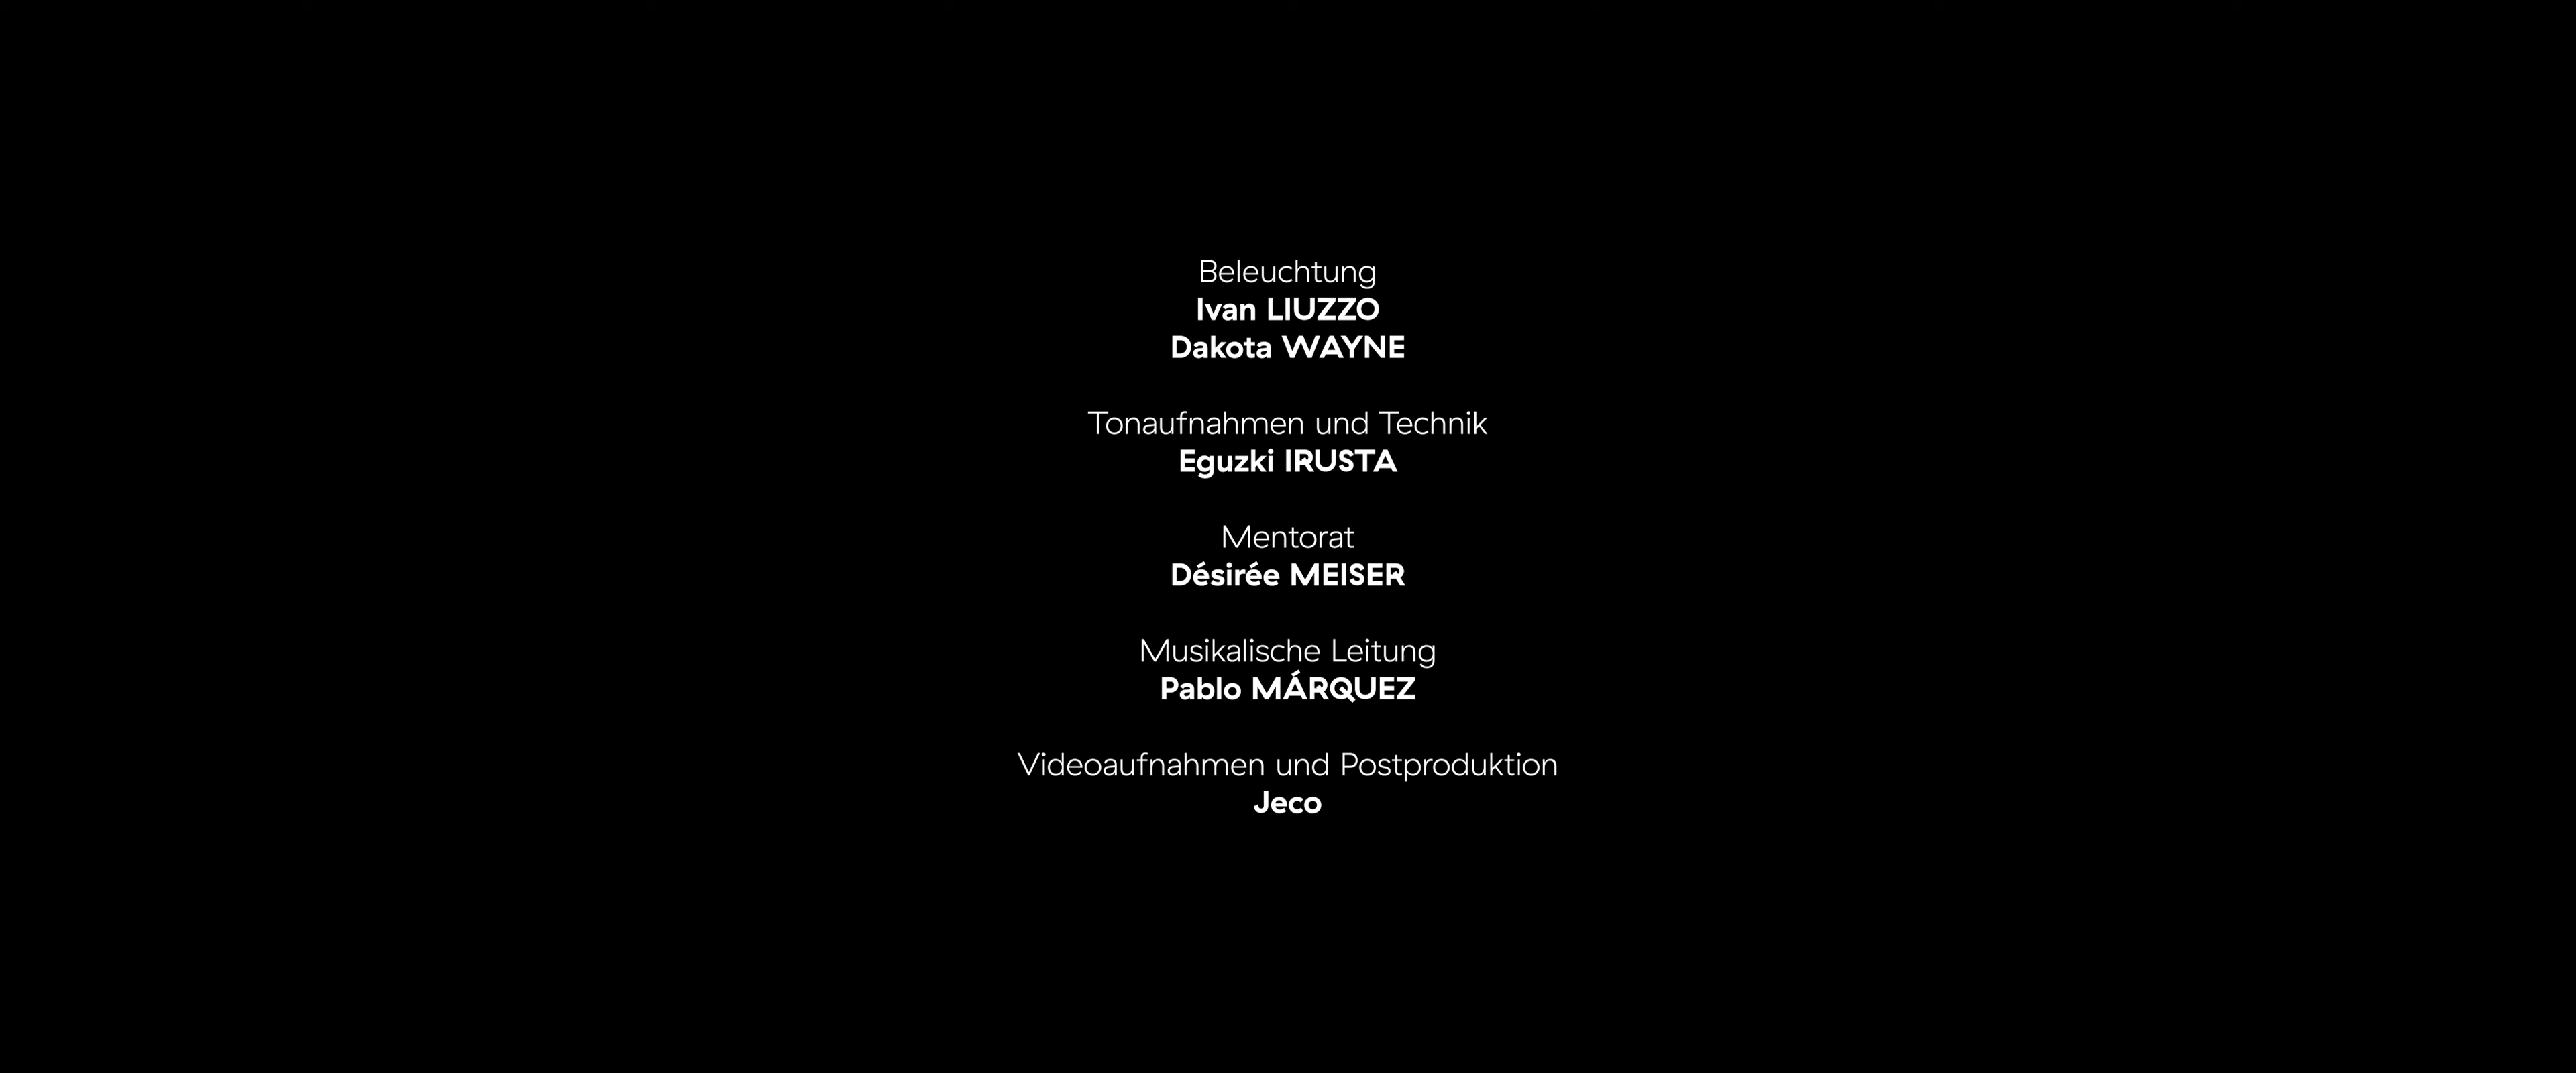 Beleuchtung
Ivan LIUZZO
Dakota WAYNE
Tonaufnahmen und Technik
Eguzki IRUSTA
Mentorat
Désirée MEISER
Musikalische Leitung
Pablo MÁRQUEZ
Videoaufnahmen und Postproduktion
Jeco